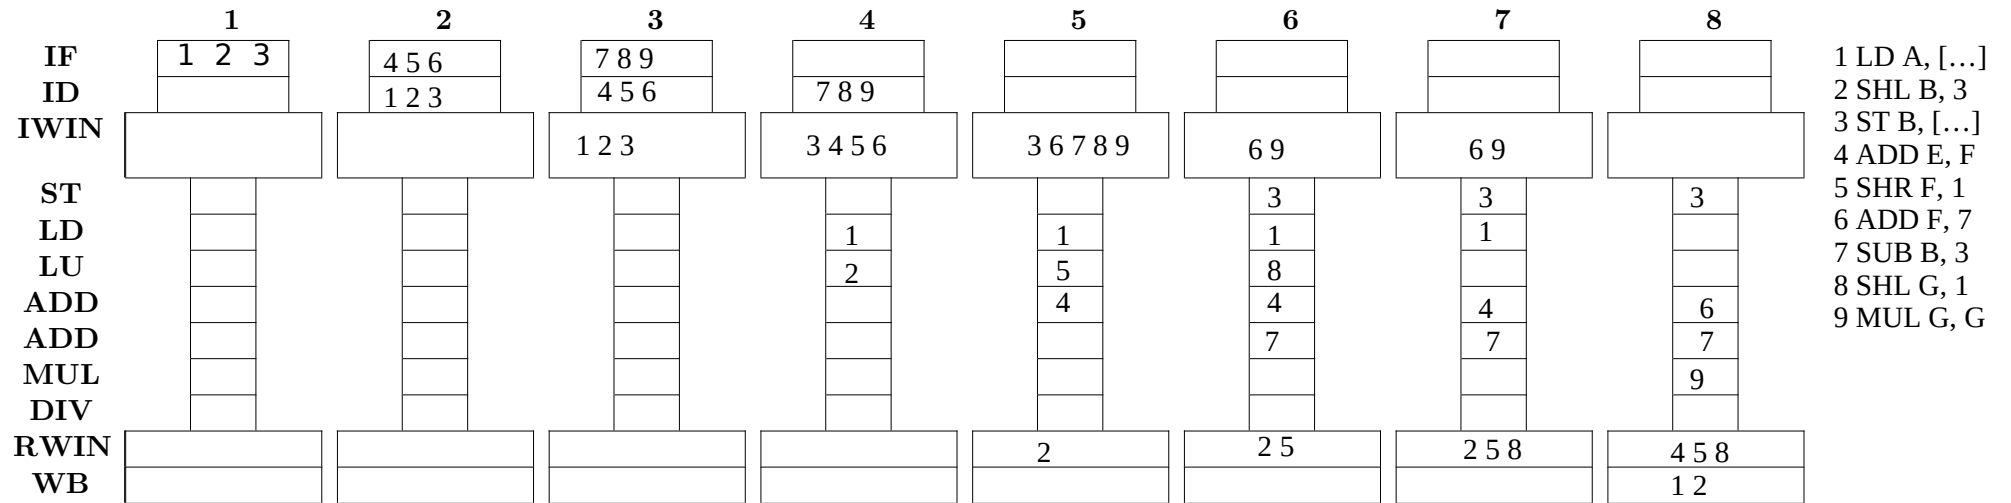 1 2 3 4 5 6 7 8
IF 1 2 3 4 5 6 7 8 9 1 LD A, […]
ID 1 2 3 4 5 6 7 8 9 2 SHL B, 3
IWIN 1 2 3 3 4 5 6 3 6 7 8 9 6 9 6 9 3 ST B, […]
4 ADD E, F
ST 3 3 3 5 SHR F, 1
LD 1 1 1 1 6 ADD F, 7
LU 2 5 8 7 SUB B, 3
ADD 4 4 4 6 8 SHL G, 1
ADD 7 7 7 9 MUL G, G
MUL 9
DIV
RWIN 2 2 5 2 5 8 4 5 8
WB 1 2